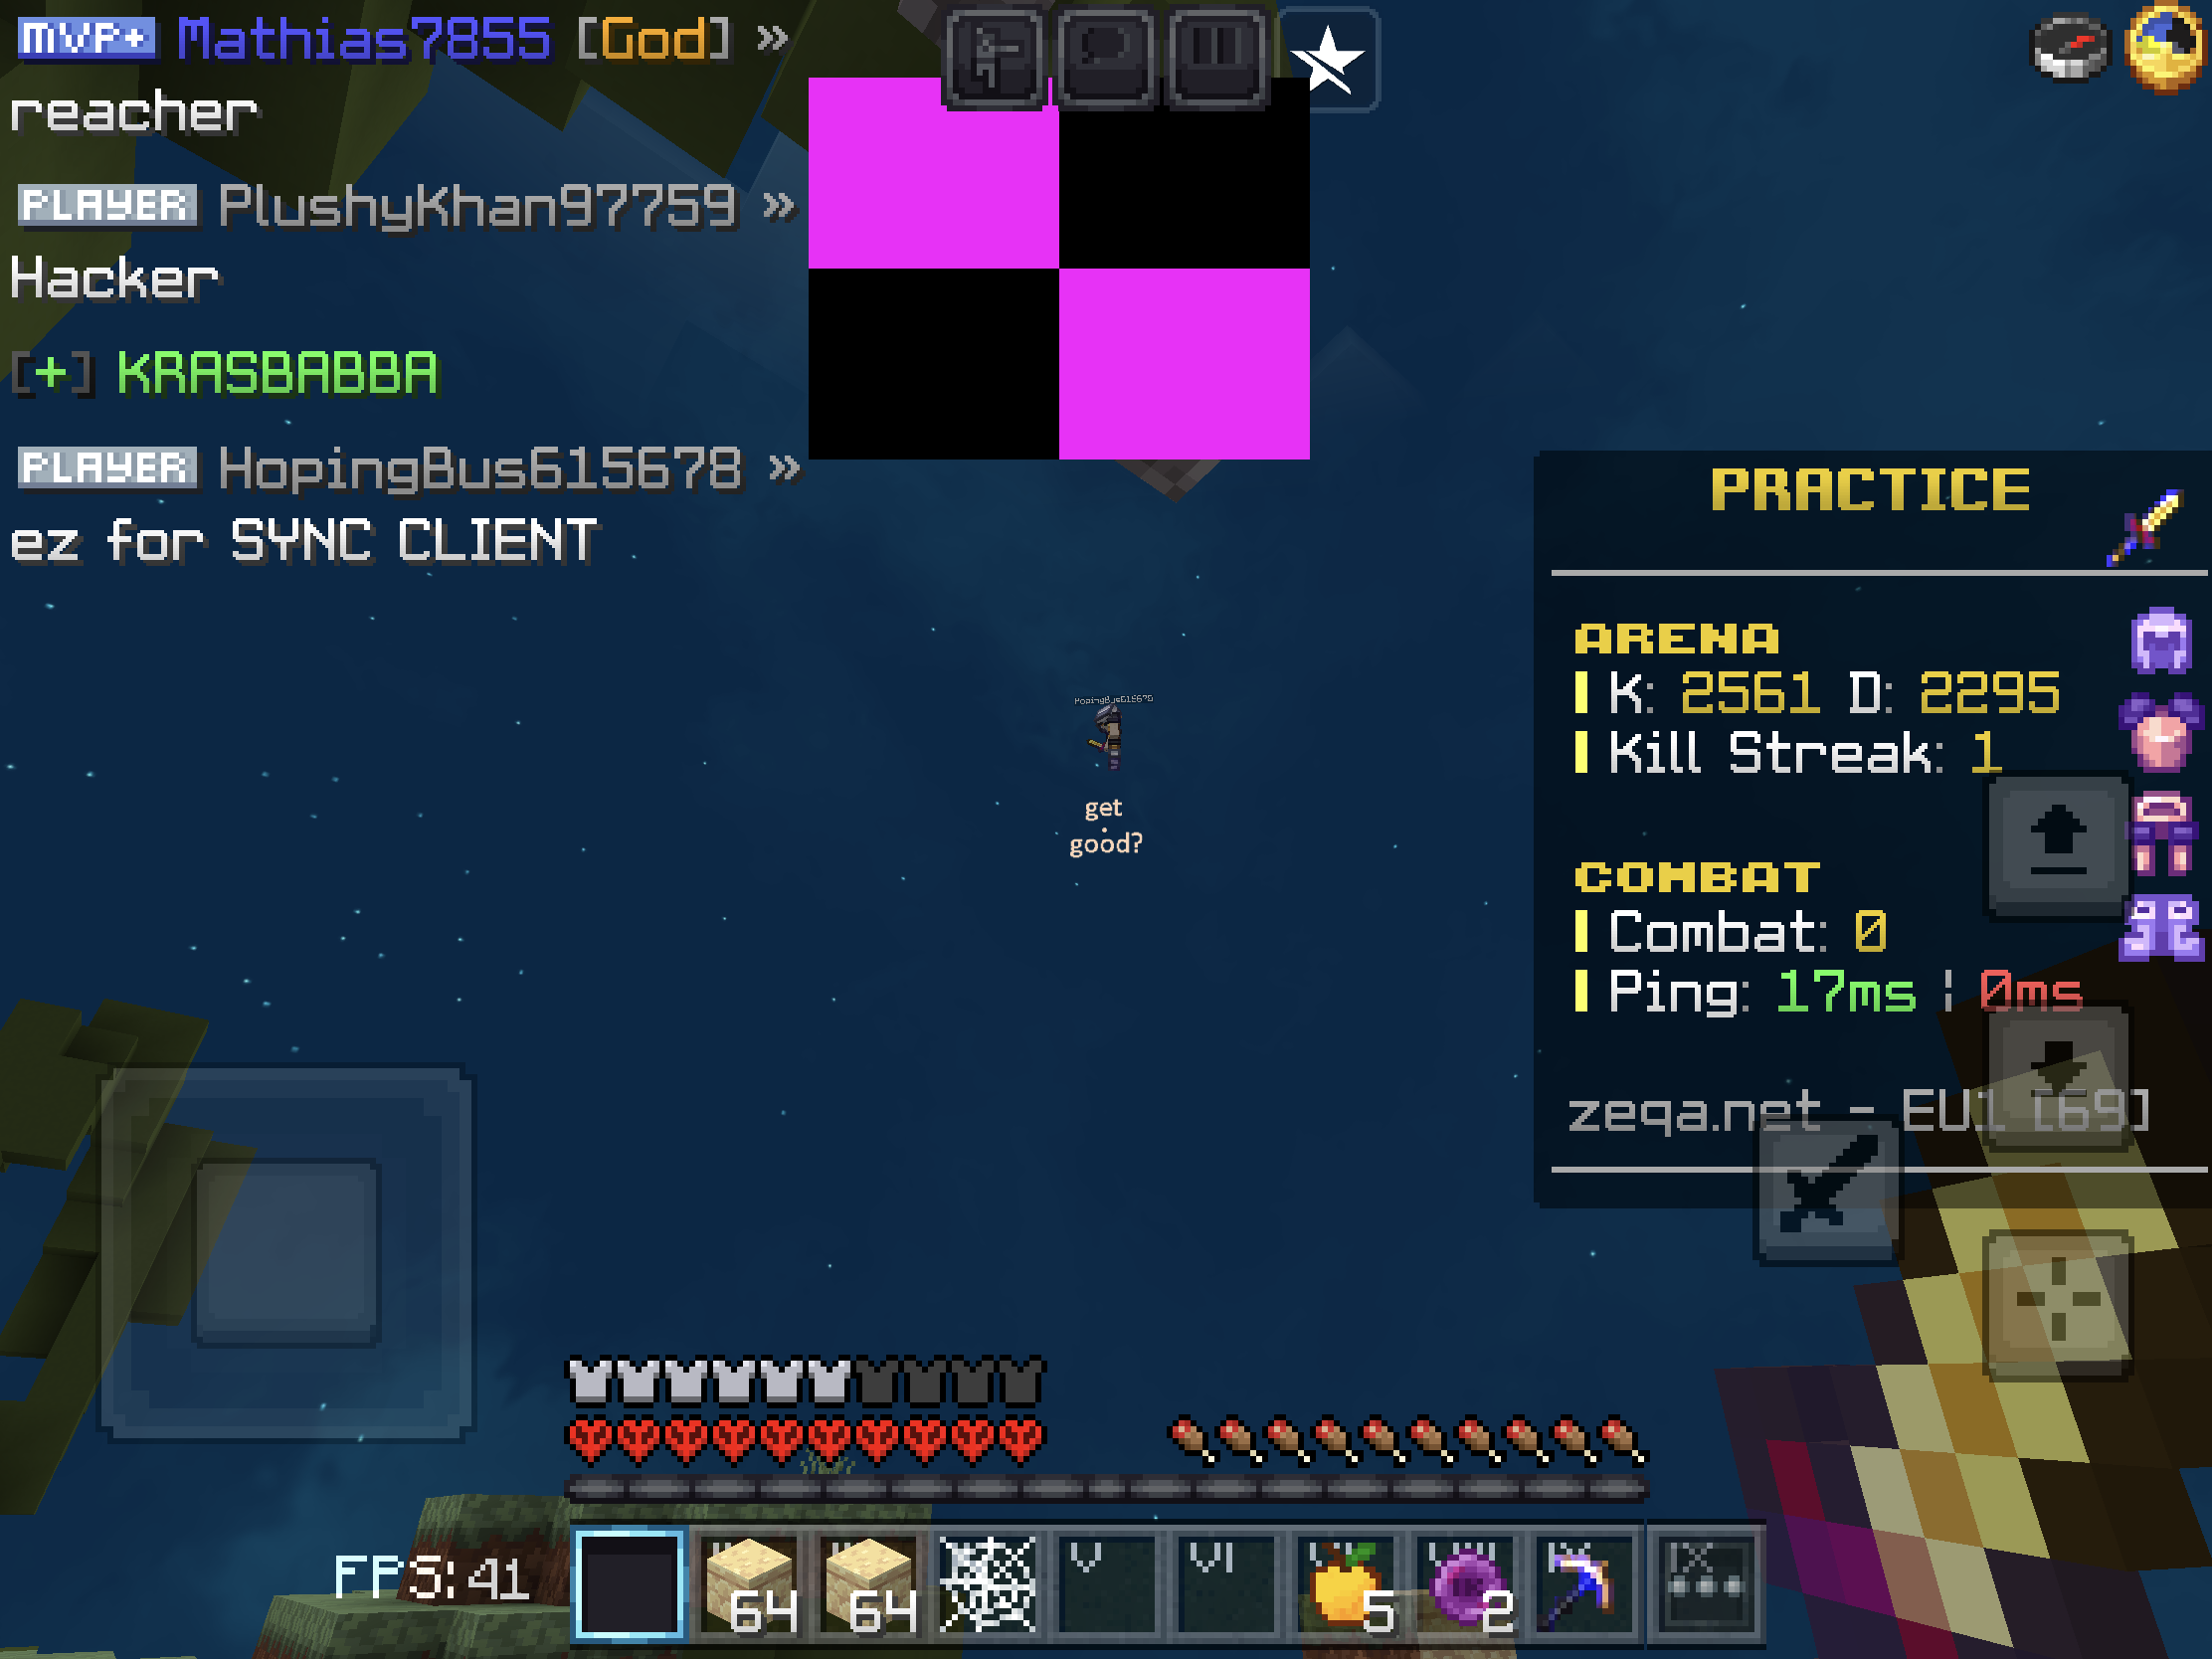 MVP+ Mathias7855 [God] »
reacher
PLAYER PlushyKhan97759 »
Hacker
[+] KRASBABBA
PLAYER HopingBus615678 »
ez for SYNC CLIENT
HopingBus615678
get
good?
PRACTICE
ARENA
K: 2561 D: 2295
Kill Streak: 1
COMBAT
Combat: 0
Ping: 17ms ¦ 0ms
zeqa.net - EU1 [69]
FPS: 41
64 64 V VI 5 2 IX